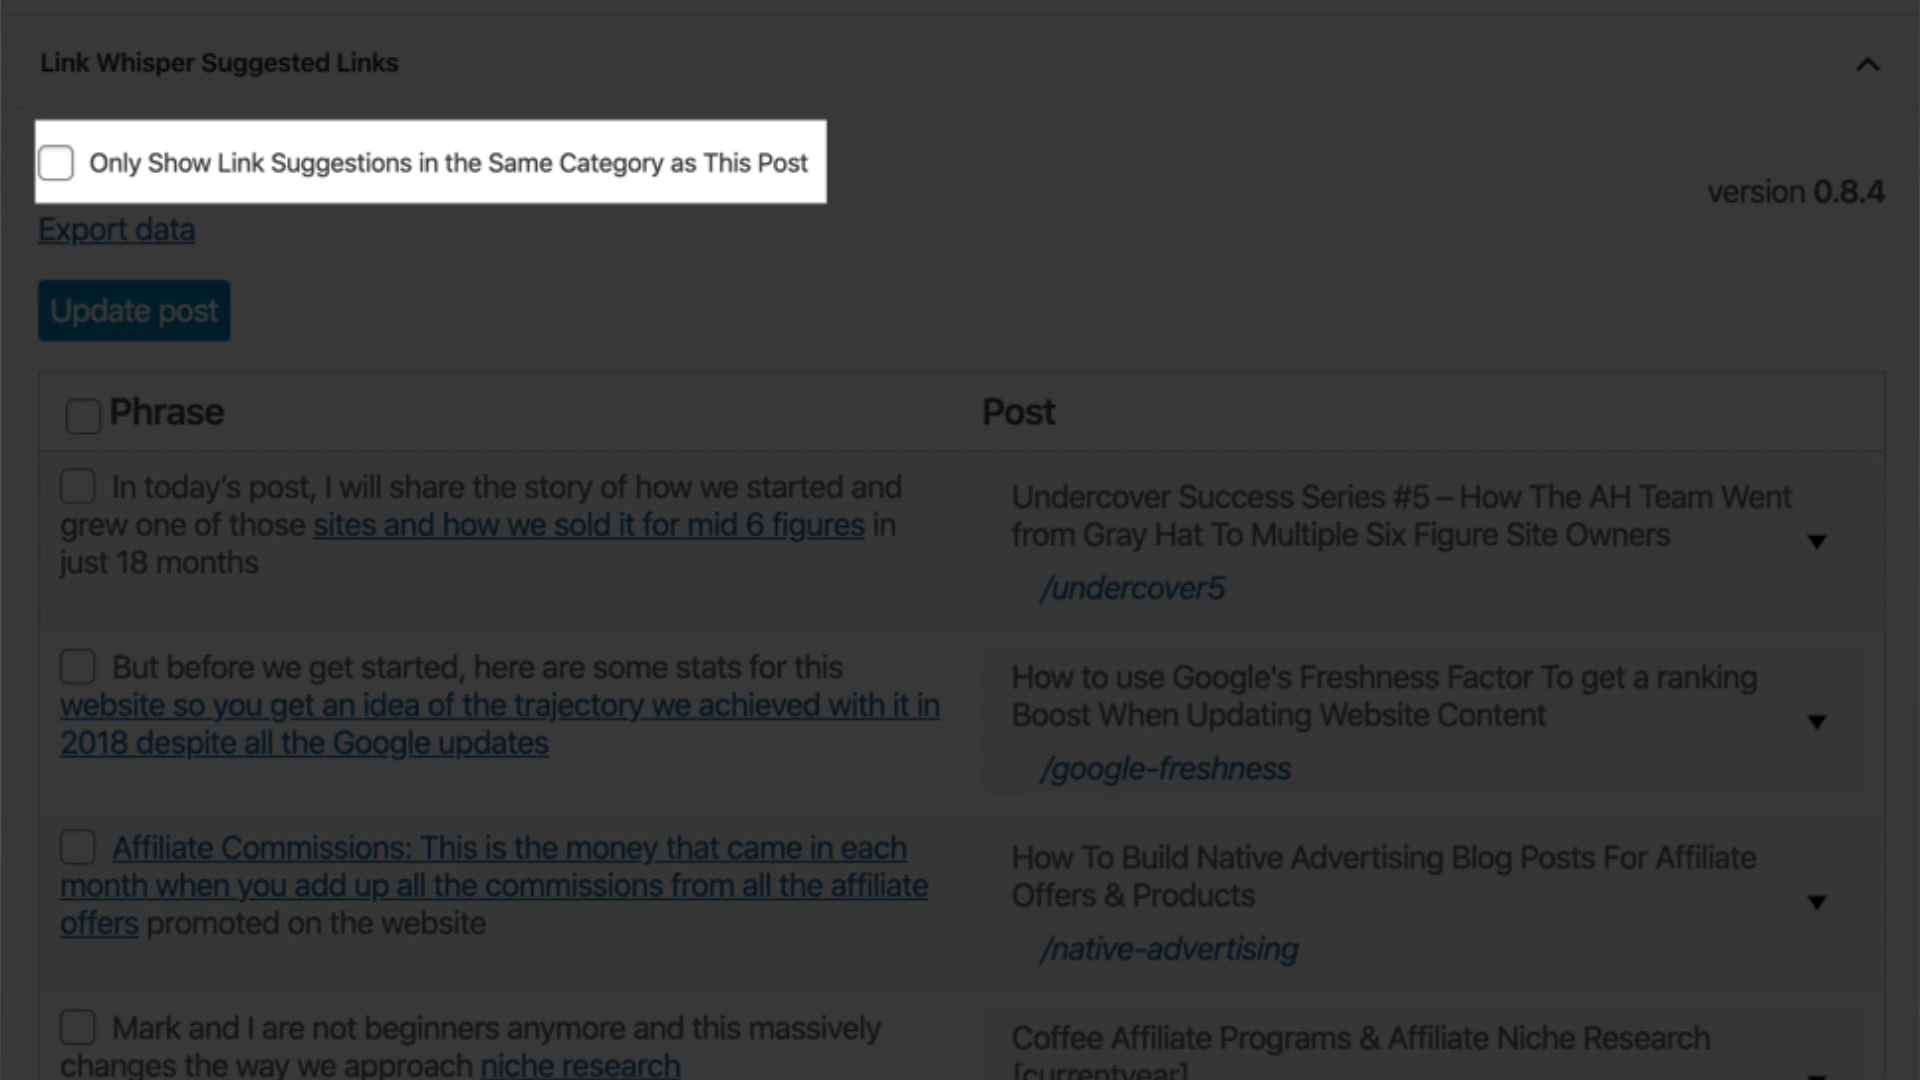 Link Whisper Suggested Links
Only Show Link Suggestions in the Same Category as This Post
version 0.8.4
Export data
Update post
Phrase
Post
In today’s post, I will share the story of how we started and
grew one of those sites and how we sold it for mid 6 figures in
just 18 months
Undercover Success Series #5 – How The AH Team Went
from Gray Hat To Multiple Six Figure Site Owners
/undercover5
But before we get started, here are some stats for this
website so you get an idea of the trajectory we achieved with it in
2018 despite all the Google updates
How to use Google's Freshness Factor To get a ranking
Boost When Updating Website Content
/google-freshness
Affiliate Commissions: This is the money that came in each
month when you add up all the commissions from all the affiliate
offers promoted on the website
How To Build Native Advertising Blog Posts For Affiliate
Offers & Products
/native-advertising
Mark and I are not beginners anymore and this massively
changes the way we approach niche research
Coffee Affiliate Programs & Affiliate Niche Research
[currentyear]